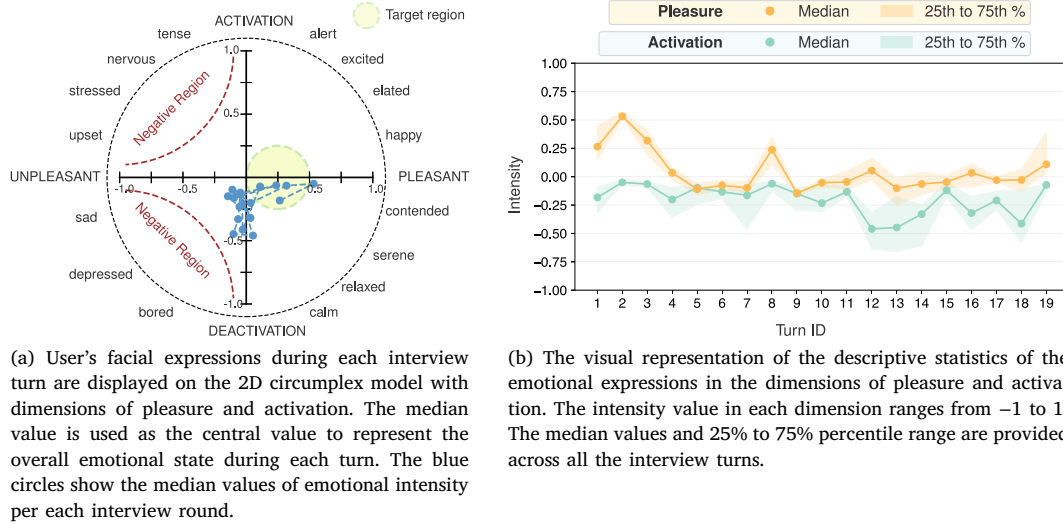 ACTIVATION
Target region
tense
alert
nervous
excited
stressed
elated
upset
happy
UNPLEASANT
PLEASANT
sad
contended
depressed
serene
bored
relaxed
calm
DEACTIVATION
Negative Region
Negative Region
1.0
0.5
-1.0
-0.5
0.5
1.0
-0.5
-1.0
(a) User's facial expressions during each interview
turn are displayed on the 2D circumplex model with
dimensions of pleasure and activation. The median
value is used as the central value to represent the
overall emotional state during each turn. The blue
circles show the median values of emotional intensity
per each interview round.
Pleasure Median 25th to 75th %
Activation Median 25th to 75th %
Intensity
1.00
0.75
0.50
0.25
0.00
−0.25
−0.50
−0.75
−1.00
1 2 3 4 5 6 7 8 9 10 11 12 13 14 15 16 17 18 19
Turn ID
(b) The visual representation of the descriptive statistics of the
emotional expressions in the dimensions of pleasure and activa-
tion. The intensity value in each dimension ranges from −1 to 1
The median values and 25% to 75% percentile range are provided
across all the interview turns.